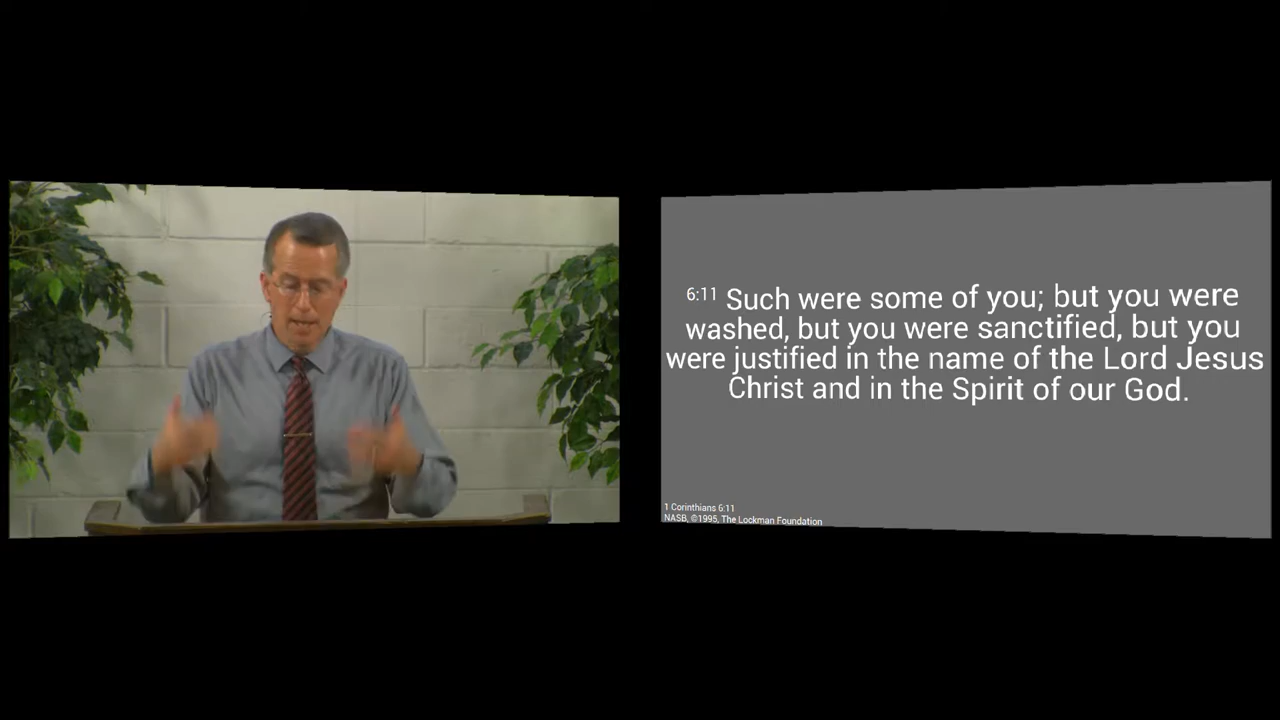 6:11 Such were some of you; but you were
washed, but you were sanctified, but you
were justified in the name of the Lord Jesus
Christ and in the Spirit of our God.
1 Corinthians 6:11
NASB, ©1995, The Lockman Foundation